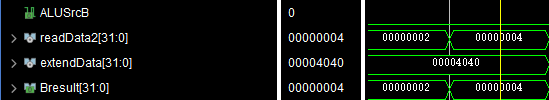 ALUSrcB 0
readData2[31:0] 00000004 00000002 00000004
extendData[31:0] 00004040 00004040
Bresult[31:0] 00000004 00000002 00000004